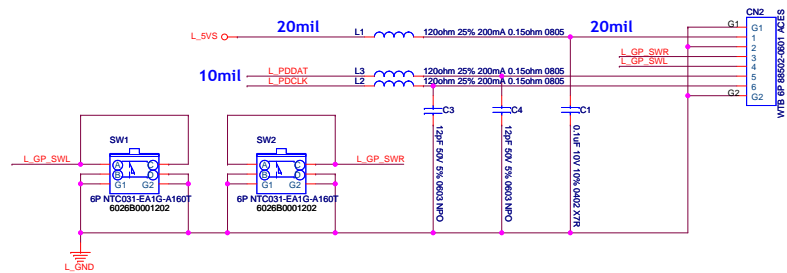 CN2
20mil
20mil
L_5VS
L1
120ohm 25% 200mA 0.15ohm 0805
G1
G1
1
2
L_GP_SWR
3
L_GP_SWL
4
10mil
L_PDDAT
L3
120ohm 25% 200mA 0.15ohm 0805
5
L_PDCLK
L2
120ohm 25% 200mA 0.15ohm 0805
6
G2
G2
WTB 6P 88502-0601 ACES
C3
12pF 50V 5% 0603 NPO
C4
12pF 50V 5% 0603 NPO
C1
0.1uF 10V 10% 0402 X7R
SW1
L_GP_SWL
A
B
C
D
G1 G2
6P NTC031-EA1G-A160T
6026B0001202
SW2
L_GP_SWR
A
B
C
D
G1 G2
6P NTC031-EA1G-A160T
6026B0001202
L_GND